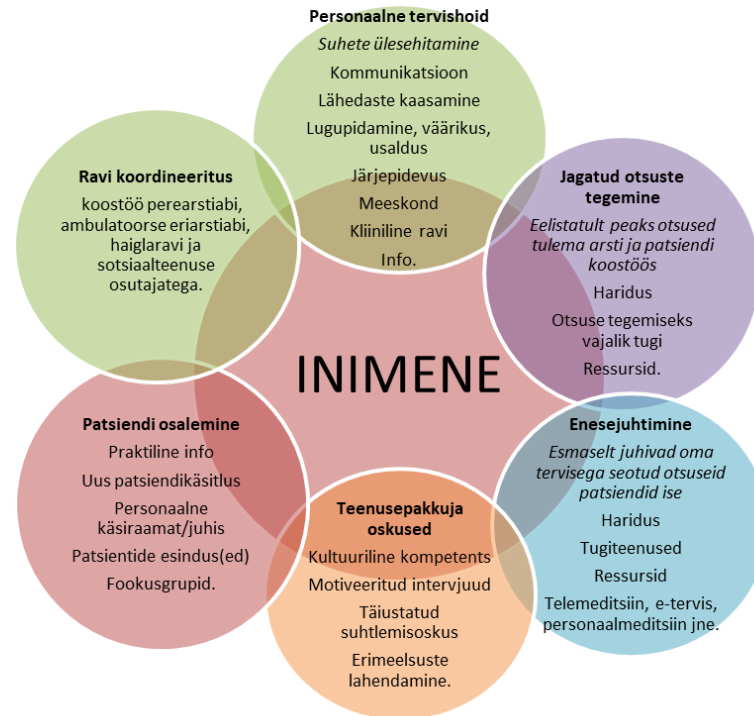 Personaalne tervishoid
Suhete ülesehitamine
Kommunikatsioon
Lähedaste kaasamine
Lugupidamine, väärikus,
usaldus
Järjepidevus
Meeskond
Kliiniline ravi
Info.
Jagatud otsuste
tegemine
Eelistatult peaks otsused
tulema arsti ja patsiendi
koostöös
Haridus
Otsuse tegemiseks
vajalik tugi
Ressursid.
Enesejuhtimine
Esmaselt juhivad oma
tervisega seotud otsuseid
patsiendid ise
Haridus
Tugiteenused
Ressursid
Telemeditsiin, e-tervis,
personaalmeditsiin jne.
Teenusepakkuja
oskused
Kultuuriline kompetents
Motiveeritud intervjuud
Täiustatud
suhtlemisoskus
Erimeelsuste
lahendamine.
Patsiendi osalemine
Praktiline info
Uus patsiendikäsitlus
Personaalne
käsiraamat/juhis
Patsientide esindus(ed)
Fookusgrupid.
Ravi koordineeritus
koostöö perearstiabi,
ambulatoorse eriarstiabi,
haiglaravi ja
sotsiaalteenuse
osutajatega.
INIMENE